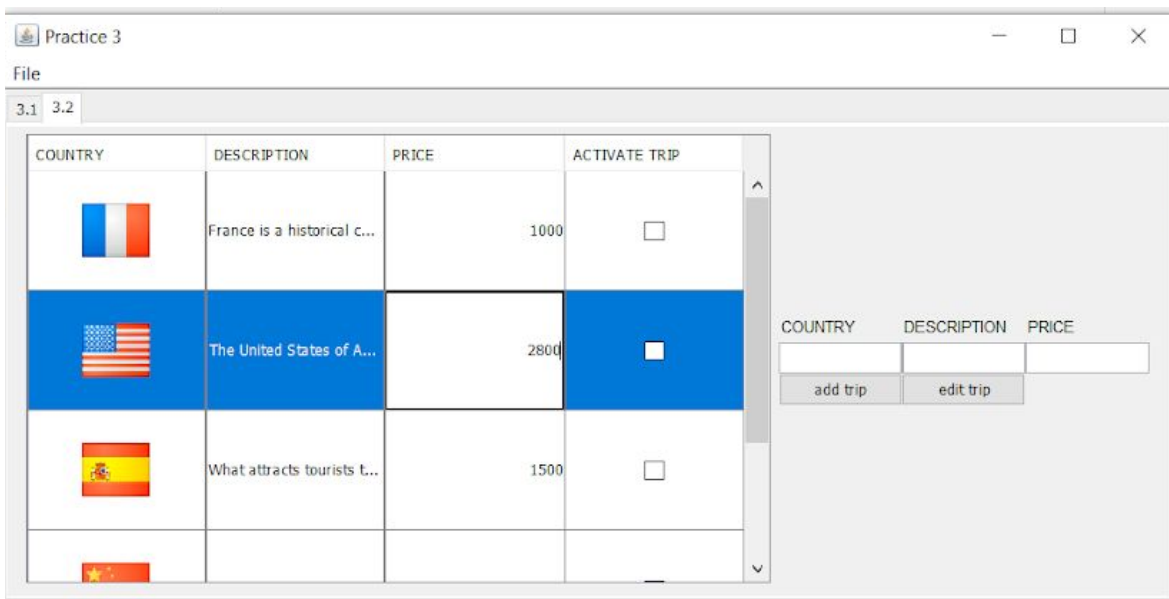 Practice 3
File
3.1 3.2
COUNTRY DESCRIPTION PRICE ACTIVATE TRIP
France is a historical c... 1000
The United States of A... 2800
What attracts tourists t... 1500
COUNTRY DESCRIPTION PRICE
add trip edit trip